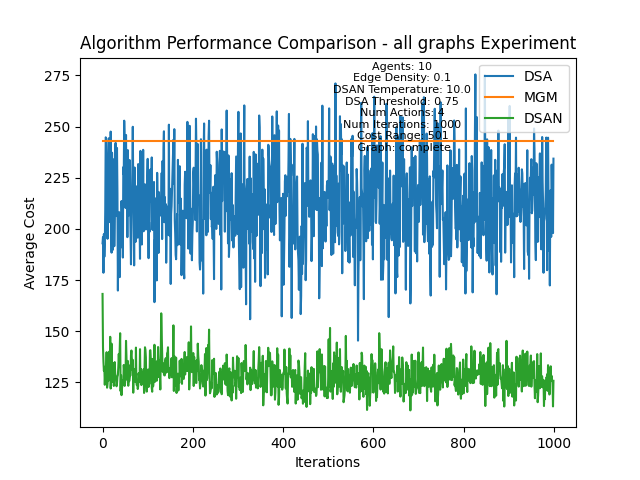 Algorithm Performance Comparison - all graphs Experiment
Agents: 10
Edge Density: 0.1
DSAN Temperature: 10.0
DSA Threshold: 0.75
Num Actions: 4
Num Iterations: 1000
Cost Range: 501
Graph: complete
DSA
MGM
DSAN
Average Cost
275
250
225
200
175
150
125
0
200
400
600
800
1000
Iterations